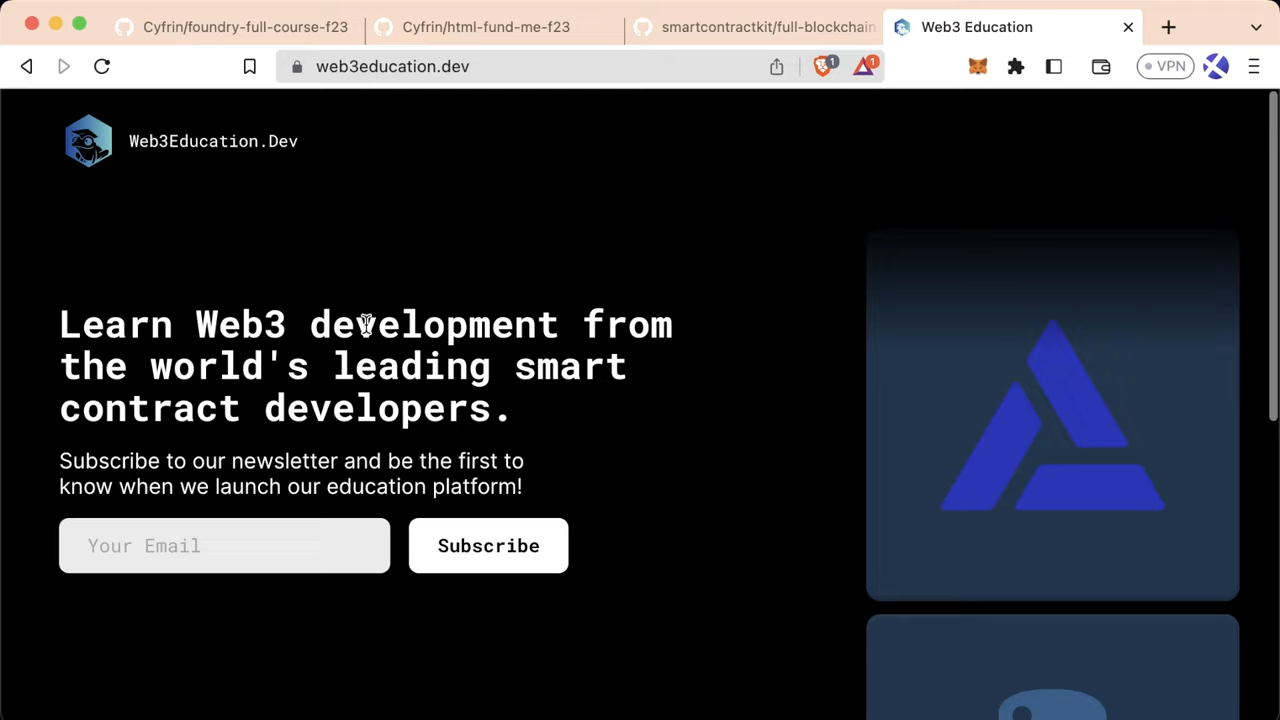 Cyfrin/foundry-full-course-f23
Cyfrin/html-fund-me-f23
smartcontractkit/full-blockchain
Web3 Education
web3education.dev
1
1
VPN
Web3Education.Dev
Learn Web3 development from
the world's leading smart
contract developers.
Subscribe to our newsletter and be the first to
know when we launch our education platform!
Your Email
Subscribe